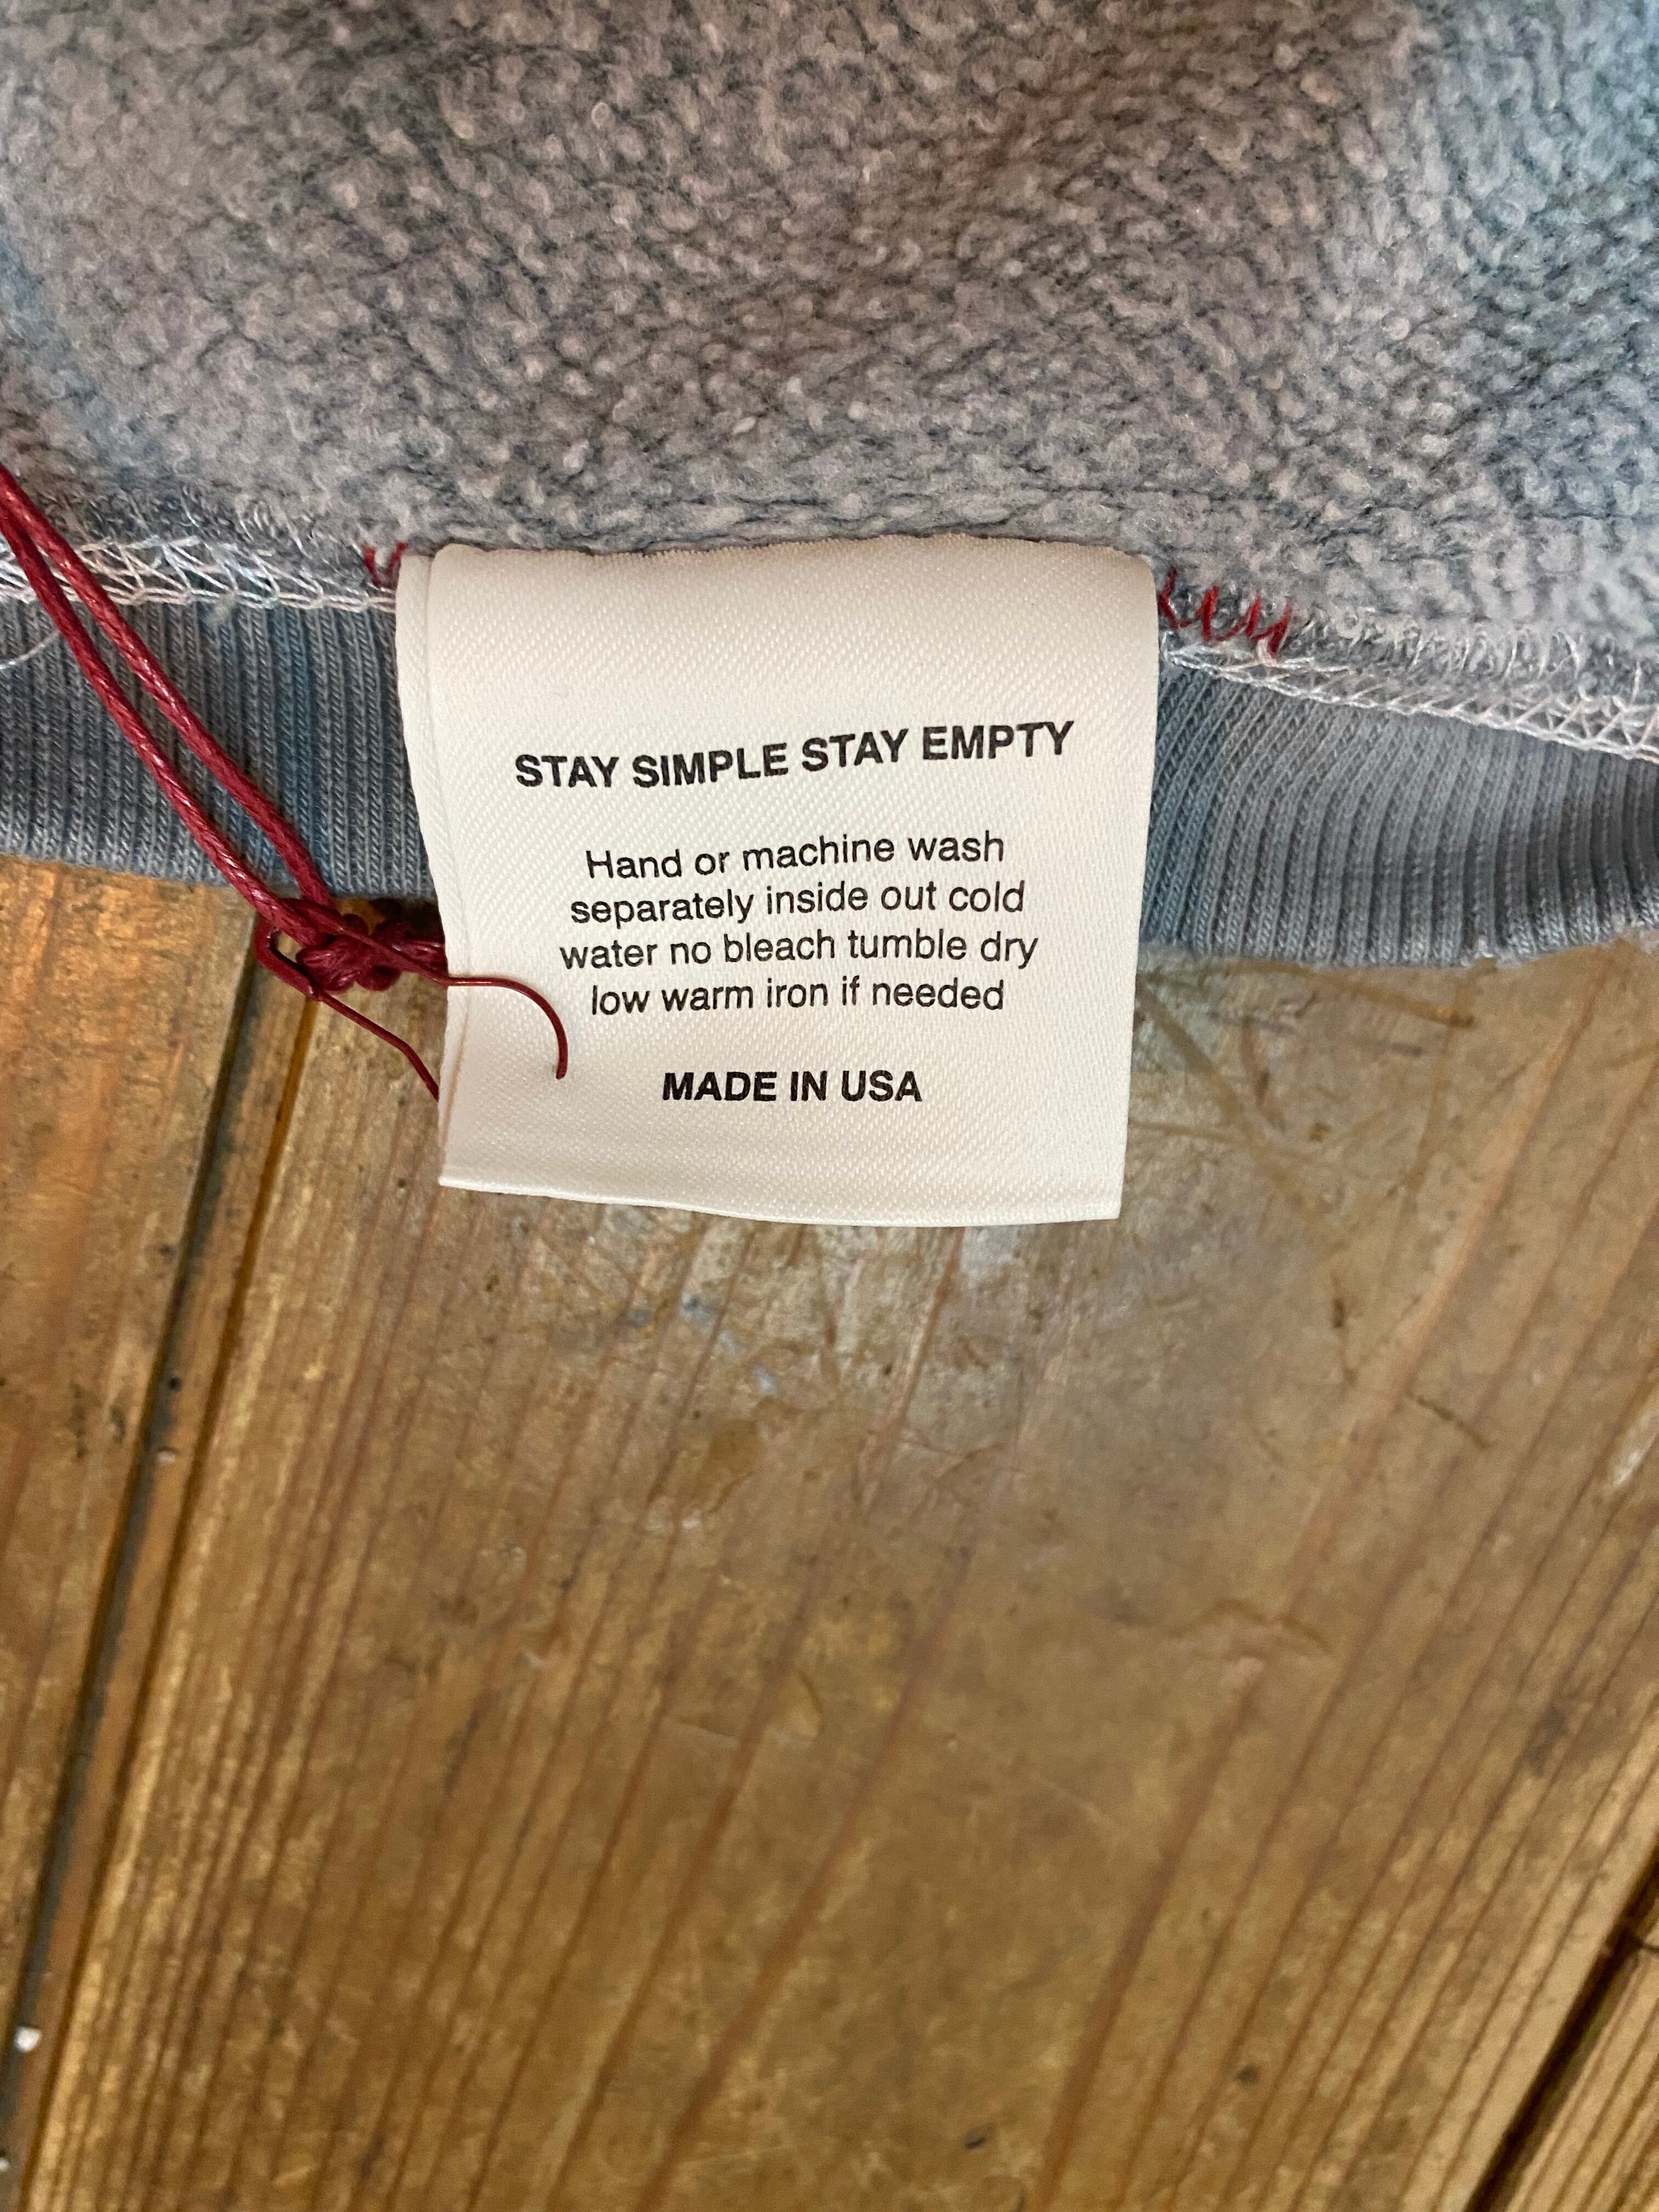 STAY SIMPLE STAY EMPTY
Hand or machine wash
separately inside out cold
water no bleach tumble dry
low warm iron if needed
MADE IN USA